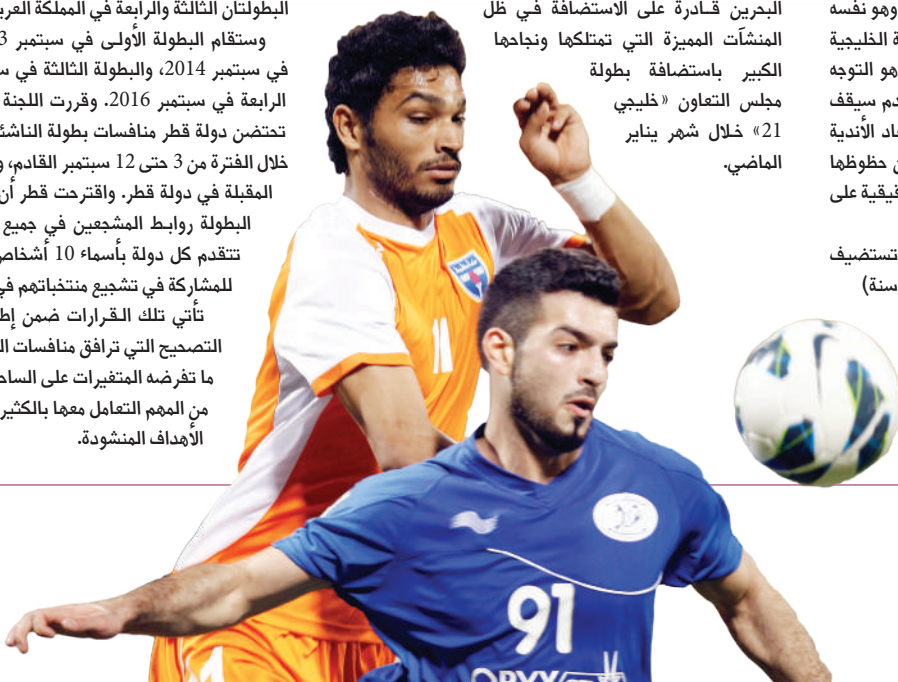 وهو نفسه
ة الخليجية
هو التوجه
دم سيقف
اد الأندية
ن حظوظها
قيقية على
تستضيف
سنة)
البحرين قادرة على الاستضافة في ظل
المنشآت المميزة التي تمتلكها ونجاحها
الكبير باستضافة بطولة
مجلس التعاون «خليجي
21» خلال شهر يناير
الماضي.
البطولتان الثالثة والرابعة في المملكة العربي
وستقام البطولة الأولى في سبتمبر 3
في سبتمبر 2014، والبطولة الثالثة في س
الرابعة في سبتمبر 2016. وقررت اللجنة
تحتضن دولة قطر منافسات بطولة الناشئ
خلال الفترة من 3 حتى 12 سبتمبر القادم، و
المقبلة في دولة قطر. واقترحت قطر أن
البطولة روابط المشجعين في جميع
تتقدم كل دولة بأسماء 10 أشخاص
للمشاركة في تشجيع منتخباتهم في
تأتي تلك القرارات ضمن إط
التصحيح التي ترافق منافسات ال
ما تفرضه المتغيرات على الساح
من المهم التعامل معها بالكثير
الأهداف المنشودة.
11
91